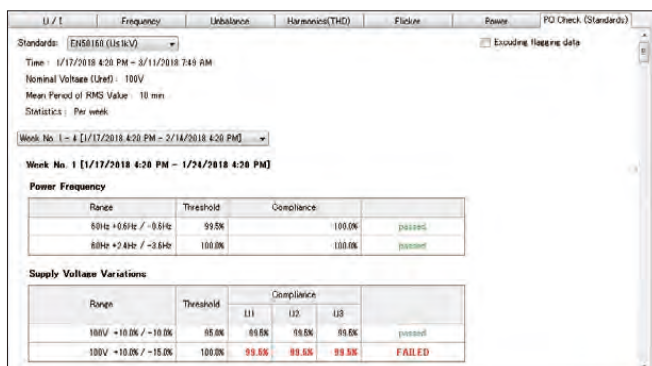 U / I Frequency Unbalance Harmonics(THD) Flicker Power PQ Check (Standards)
Standards: EN50160 (U≤1kV) Excuding flagging data
Time : 1/17/2018 4:20 PM - 3/11/2018 7:49 AM
Nominal Voltage (Uref) : 100V
Mean Period of RMS Value : 10 min
Statistics : Per week
Week No. 1 - 4 [1/17/2018 4:20 PM - 2/14/2018 4:20 PM]
Week No. 1 [1/17/2018 4:20 PM - 1/24/2018 4:20 PM]
Power Frequency
Range Threshold Compliance
60Hz +0.6Hz / -0.6Hz 99.5% 100.0% passed
60Hz +2.4Hz / -3.6Hz 100.0% 100.0% passed
Supply Voltage Variations
Range Threshold Compliance
U1 U2 U3
100V +10.0% / -10.0% 95.0% 99.5% 99.5% 99.5% passed
100V +10.0% / -15.0% 100.0% 99.5% 99.5% 99.5% FAILED